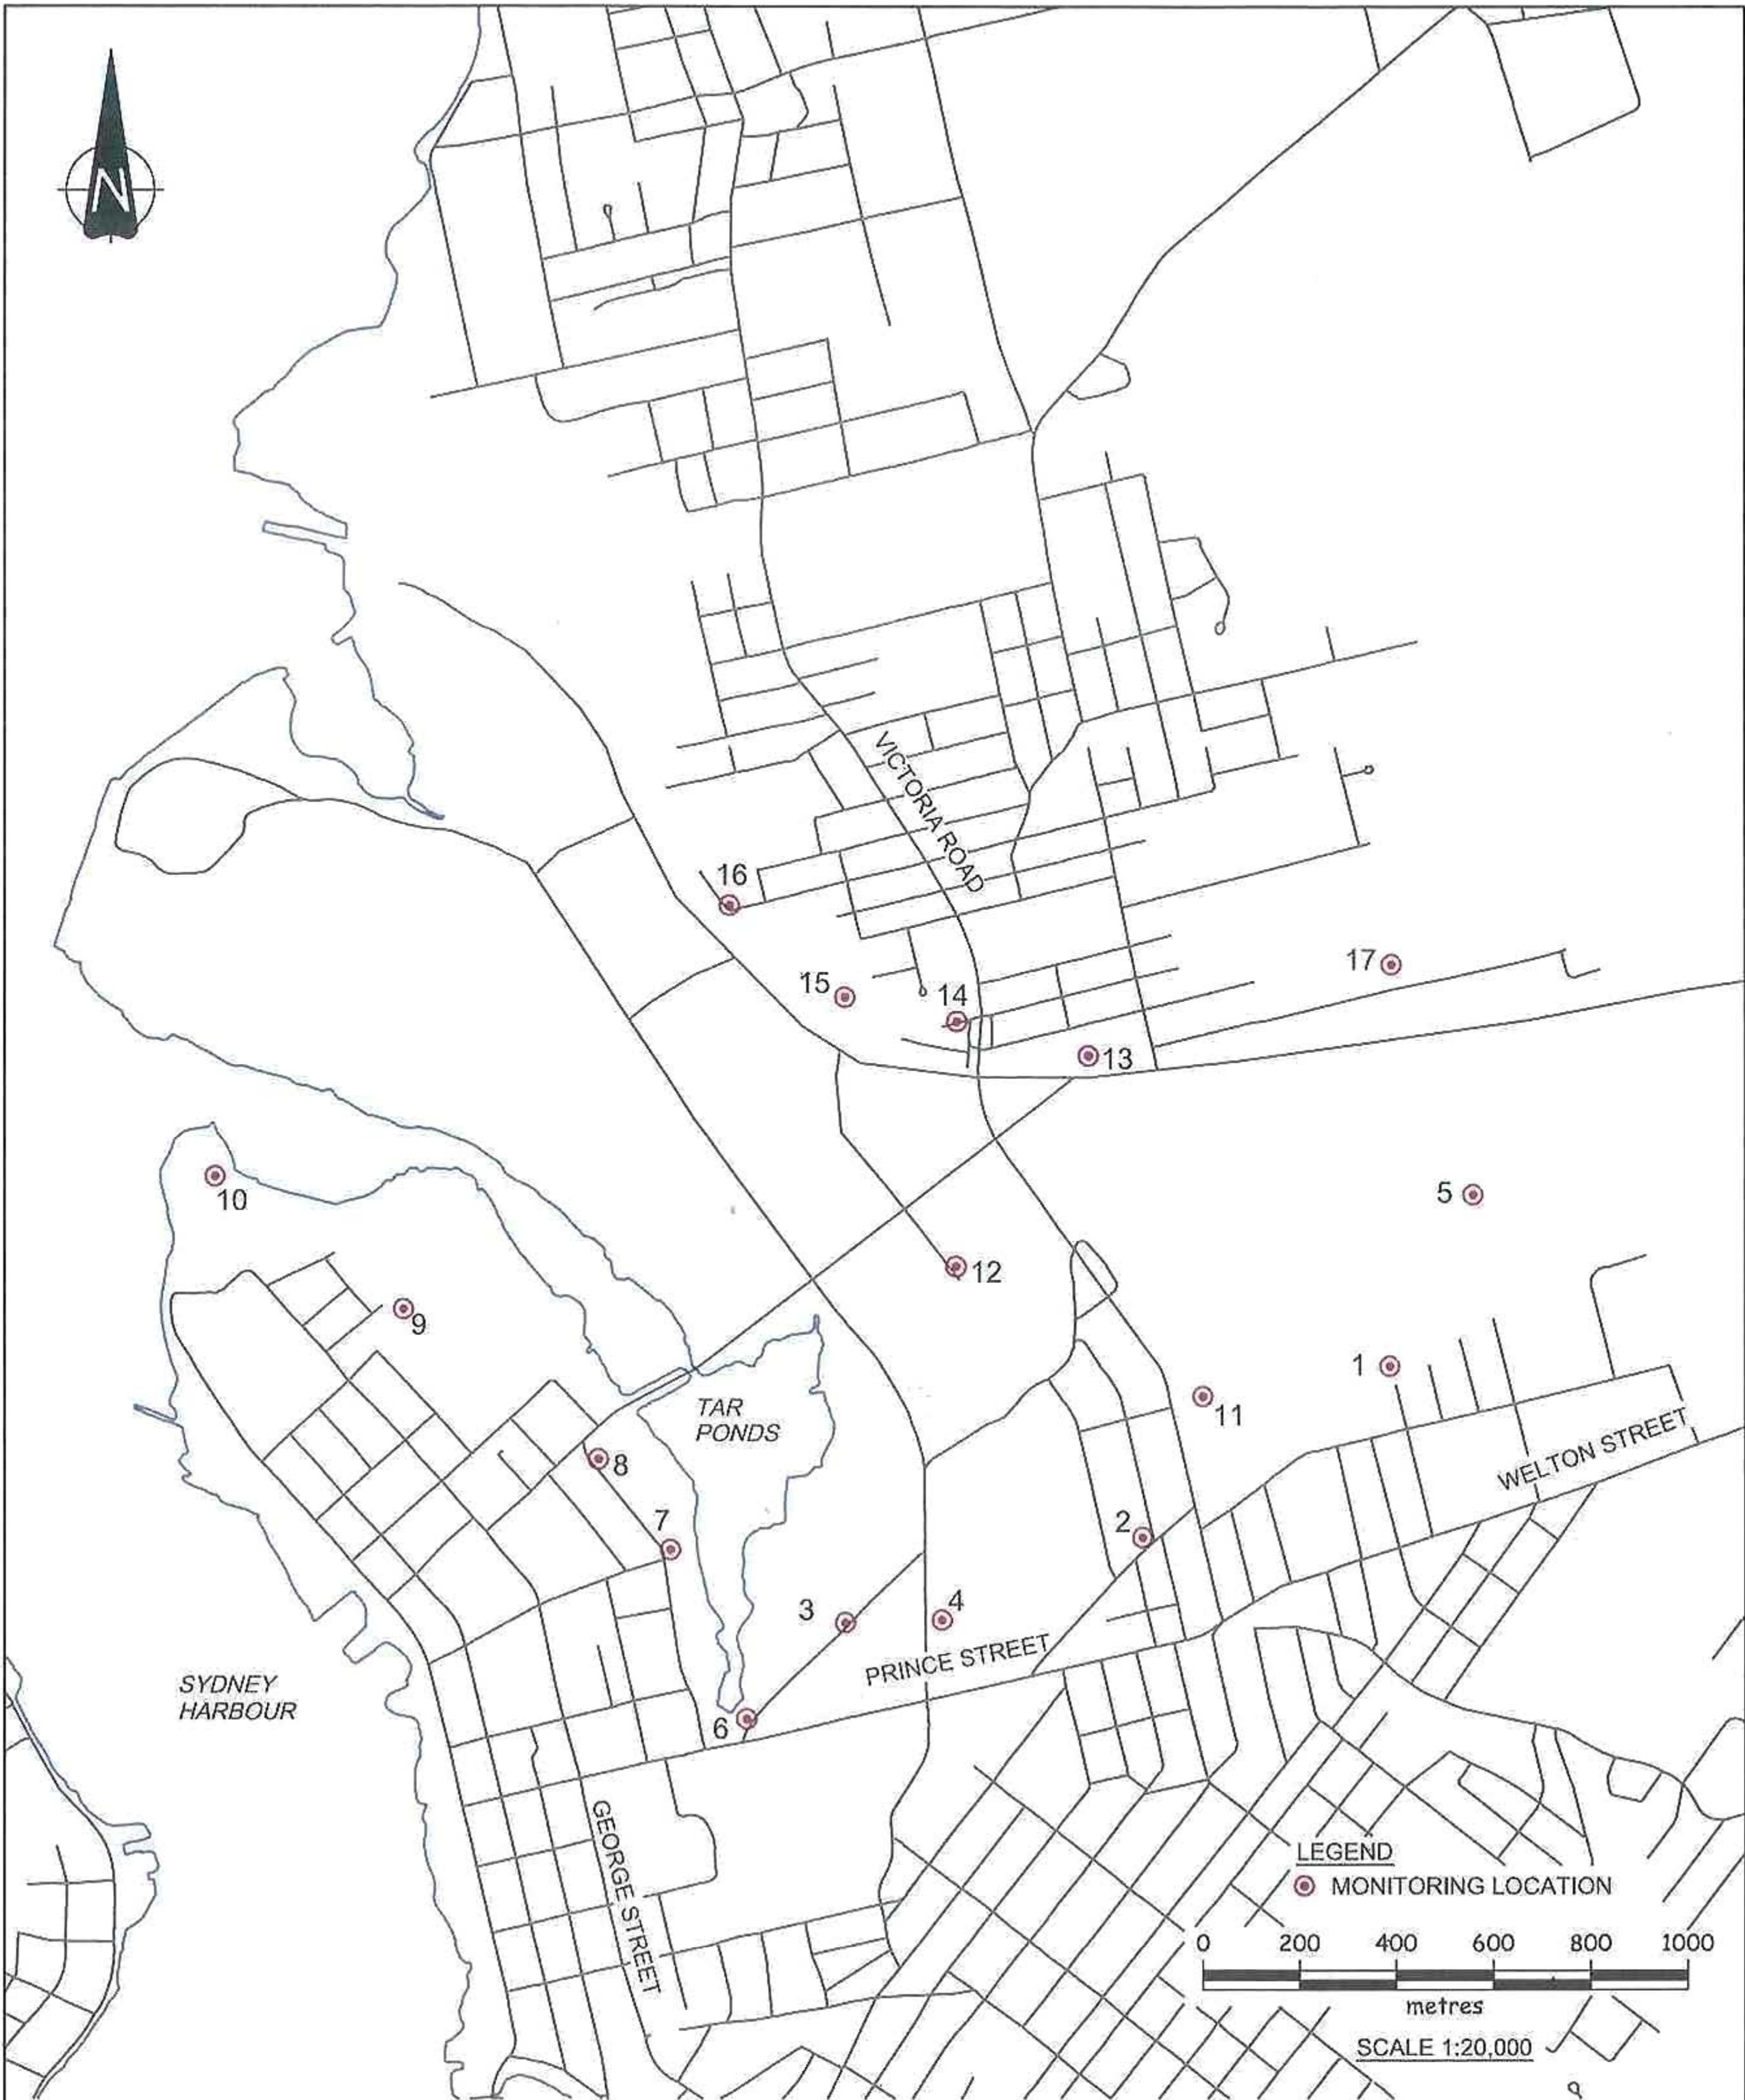 N
VICTORIA ROAD
16
17
15
14
13
10
5
12
9
1
11
TAR
PONDS
WELTON STREET
8
7
2
3
4
PRINCE STREET
SYDNEY
HARBOUR
6
GEORGE STREET
LEGEND
MONITORING LOCATION
0 200 400 600 800 1000
metres
SCALE 1:20,000